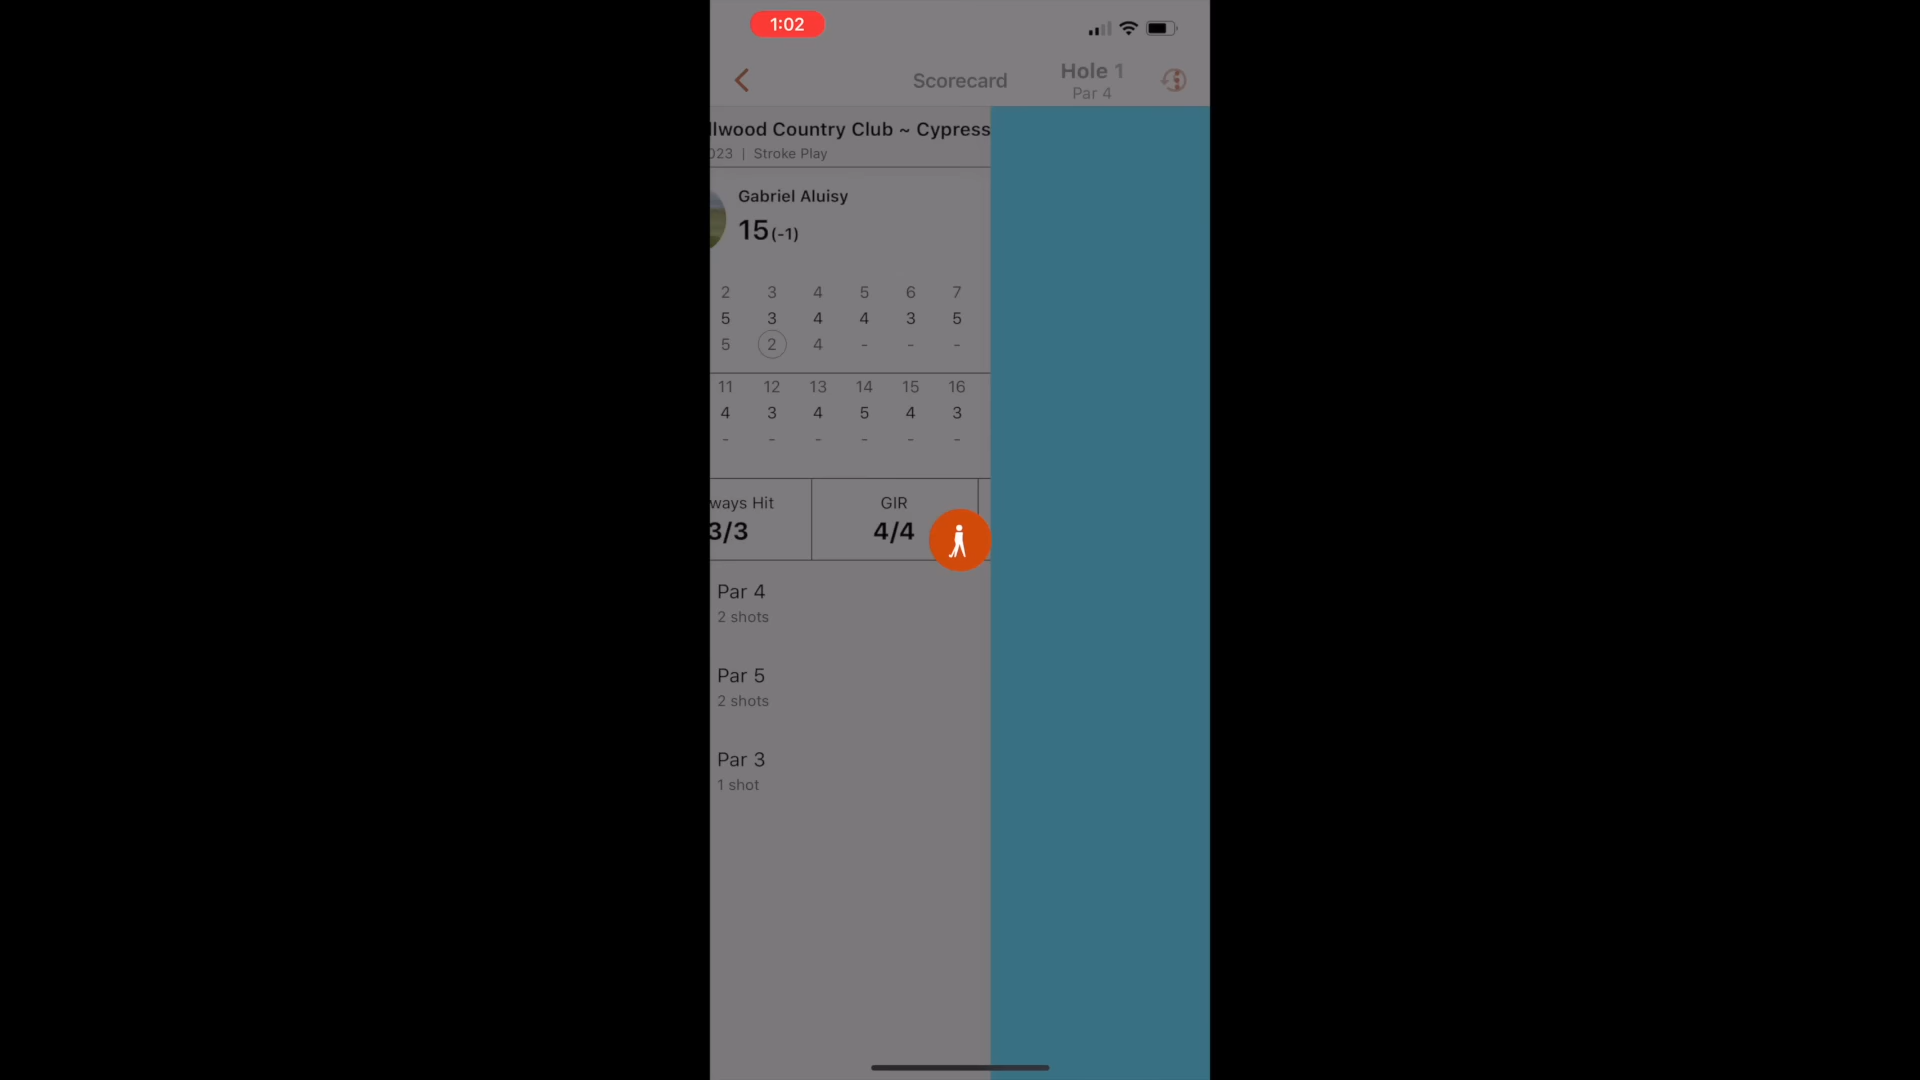 1:02
Scorecard
Hole 1
Par 4
llwood Country Club ~ Cypress
023 | Stroke Play
Gabriel Aluisy
15 (-1)
2 3 4 5 6 7
5 3 4 4 3 5
5 2 4 - - -
11 12 13 14 15 16
4 3 4 5 4 3
- - - - - -
ways Hit
3/3
GIR
4/4
Par 4
2 shots
Par 5
2 shots
Par 3
1 shot